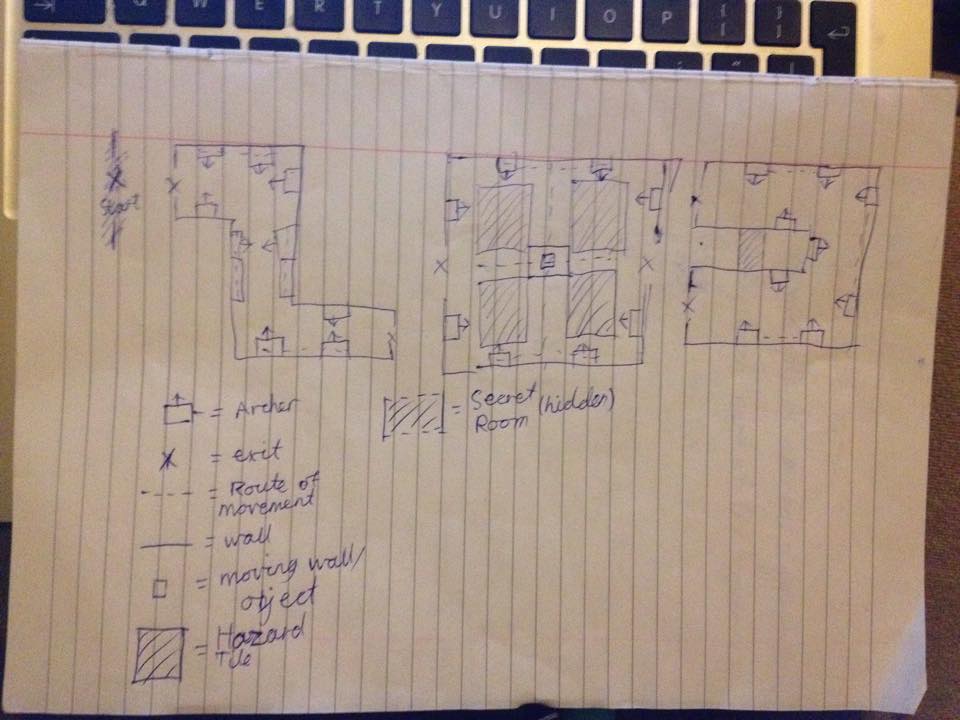 Q W E R T Y U I O P
Start
= Archer
= exit
= Route of
movement
= wall
= moving wall/
object
= Hazard
Tile
= Secret (hidden)
Room